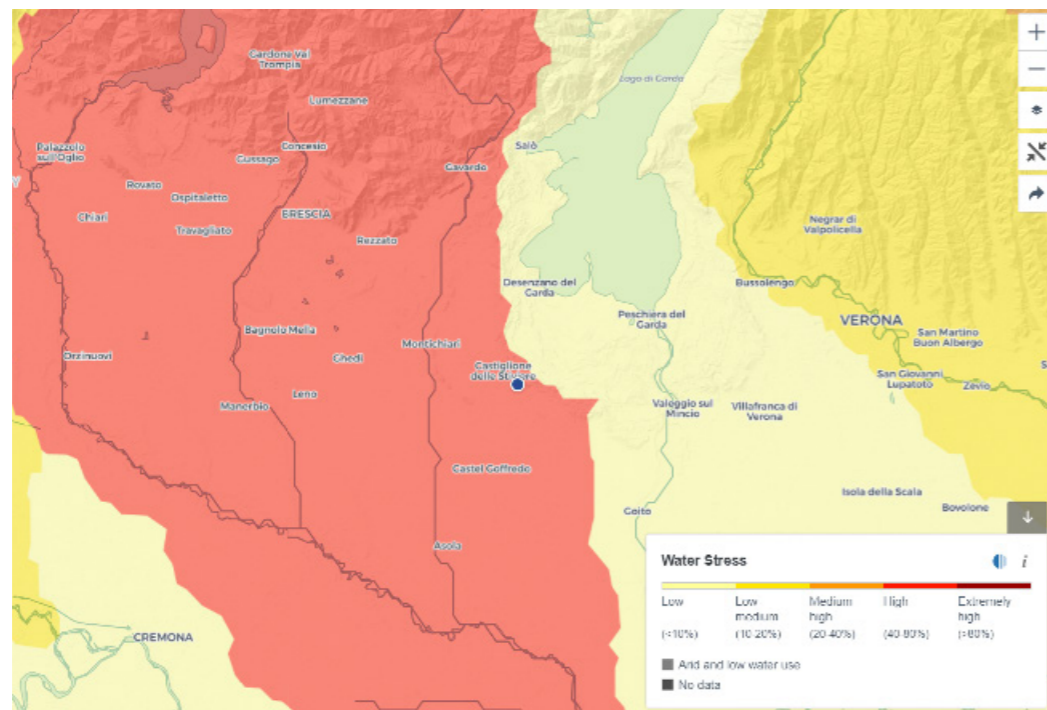 Gardone Val
Trompia
Lago di Garda
Lumezzane
Palazzolo
sull'Oglio
Concesio
Gussago
Salò
Gavardo
Rovato
Ospitaletto
Chiari
BRESCIA
Travagliato
Rezzato
Negrar di
Valpolicella
Desenzano del
Garda
Bussolengo
Peschiera del
Garda
VERONA
San Martino
Buon Albergo
Bagnolo Mella
Montichiari
Orzinuovi
Ghedi
Castiglione
delle Stiviere
San Giovanni
Lupatoto
Zevio
S
Leno
Manerbio
Valeggio sul
Mincio
Villafranca di
Verona
Castel Goffredo
Isola della Scala
Bovolone
Goito
Asola
CREMONA
Water Stress
i
Low
Low
medium
Medium
high
High
Extremely
high
(<10%)
(10-20%)
(20-40%)
(40-80%)
(>80%)
Arid and low water use
No data